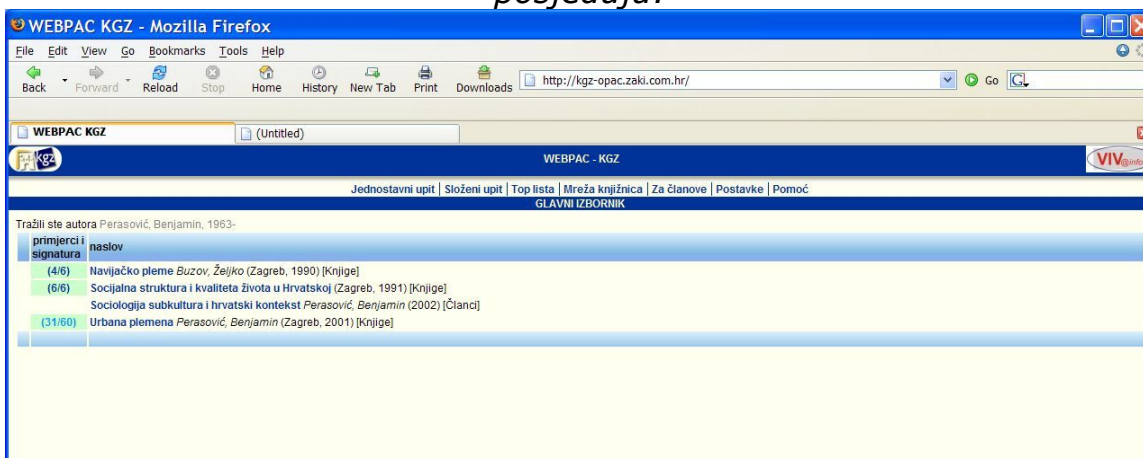 posjeduju?
WEBPAC KGZ - Mozilla Firefox
File Edit View Go Bookmarks Tools Help
Back Forward Reload Stop Home History New Tab Print Downloads http://kgz-opac.zaki.com.hr/ Go G
WEBPAC KGZ (Untitled)
kgz WEBPAC - KGZ VIV@info
Jednostavni upit | Složeni upit | Top lista | Mreža knjižnica | Za članove | Postavke | Pomoć
GLAVNI IZBORNIK
Tražili ste autora Perasović, Benjamin, 1963-
primjerci i signatura naslov
(4/6) Navijačko pleme Buzov, Željko (Zagreb, 1990) [Knjige]
(6/6) Socijalna struktura i kvaliteta života u Hrvatskoj (Zagreb, 1991) [Knjige]
Sociologija subkultura i hrvatski kontekst Perasović, Benjamin (2002) [Članci]
(31/60) Urbana plemena Perasović, Benjamin (Zagreb, 2001) [Knjige]